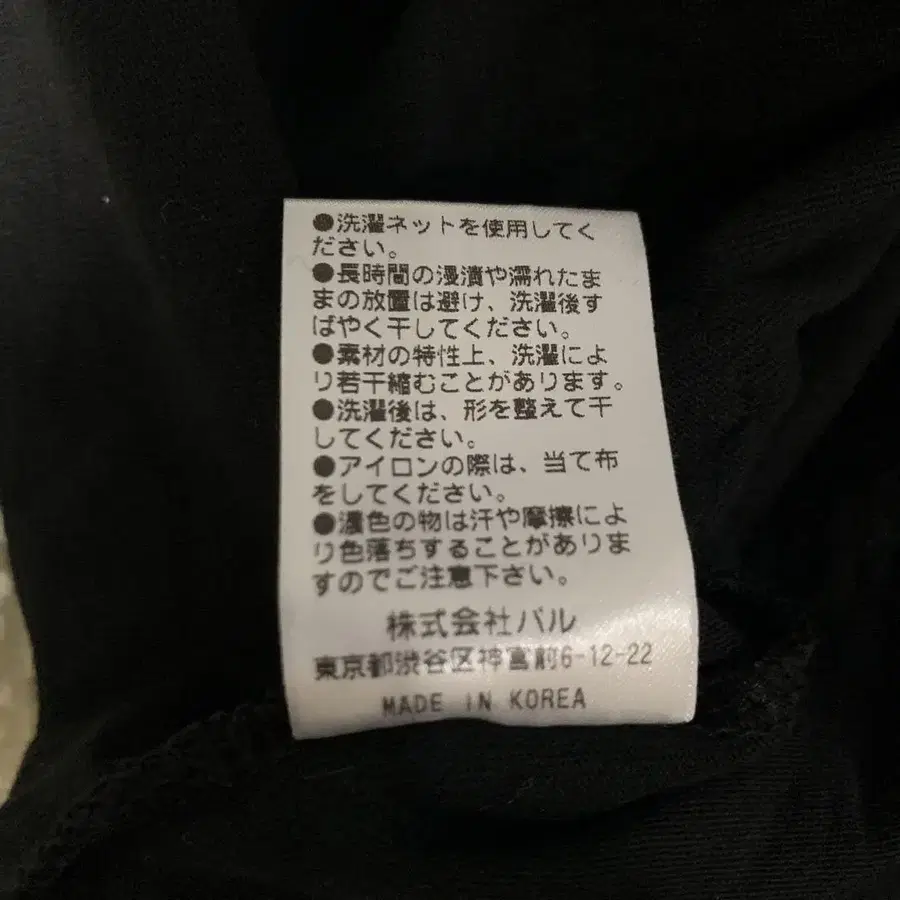 ●洗濯ネットを使用してく
ださい。
●長時間の浸漬や濡れたま
まの放置は避け、洗濯後す
ばやく干してください。
●素材の特性上、洗濯によ
り若干縮むことがあります。
●洗濯後は、形を整えて干
してください。
●アイロンの際は、当て布
をしてください。
●濃色の物は汗や摩擦によ
り色落ちすることがありま
すのでご注意下さい。
株式会社バル
東京都渋谷区神宮前6-12-22
MADE IN KOREA